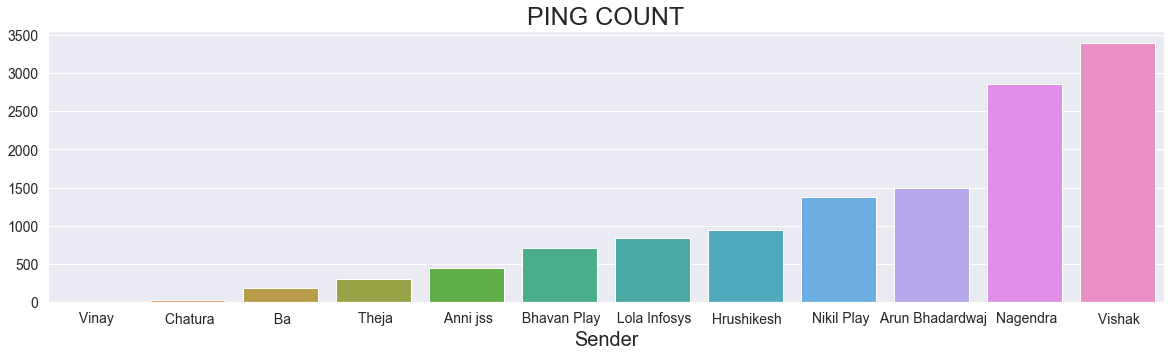 PING COUNT
3500
3000
2500
2000
1500
1000
500
0
Vinay Chatura Ba Theja Anni jss Bhavan Play Lola Infosys Hrushikesh Nikil Play Arun Bhadardwaj Nagendra Vishak
Sender